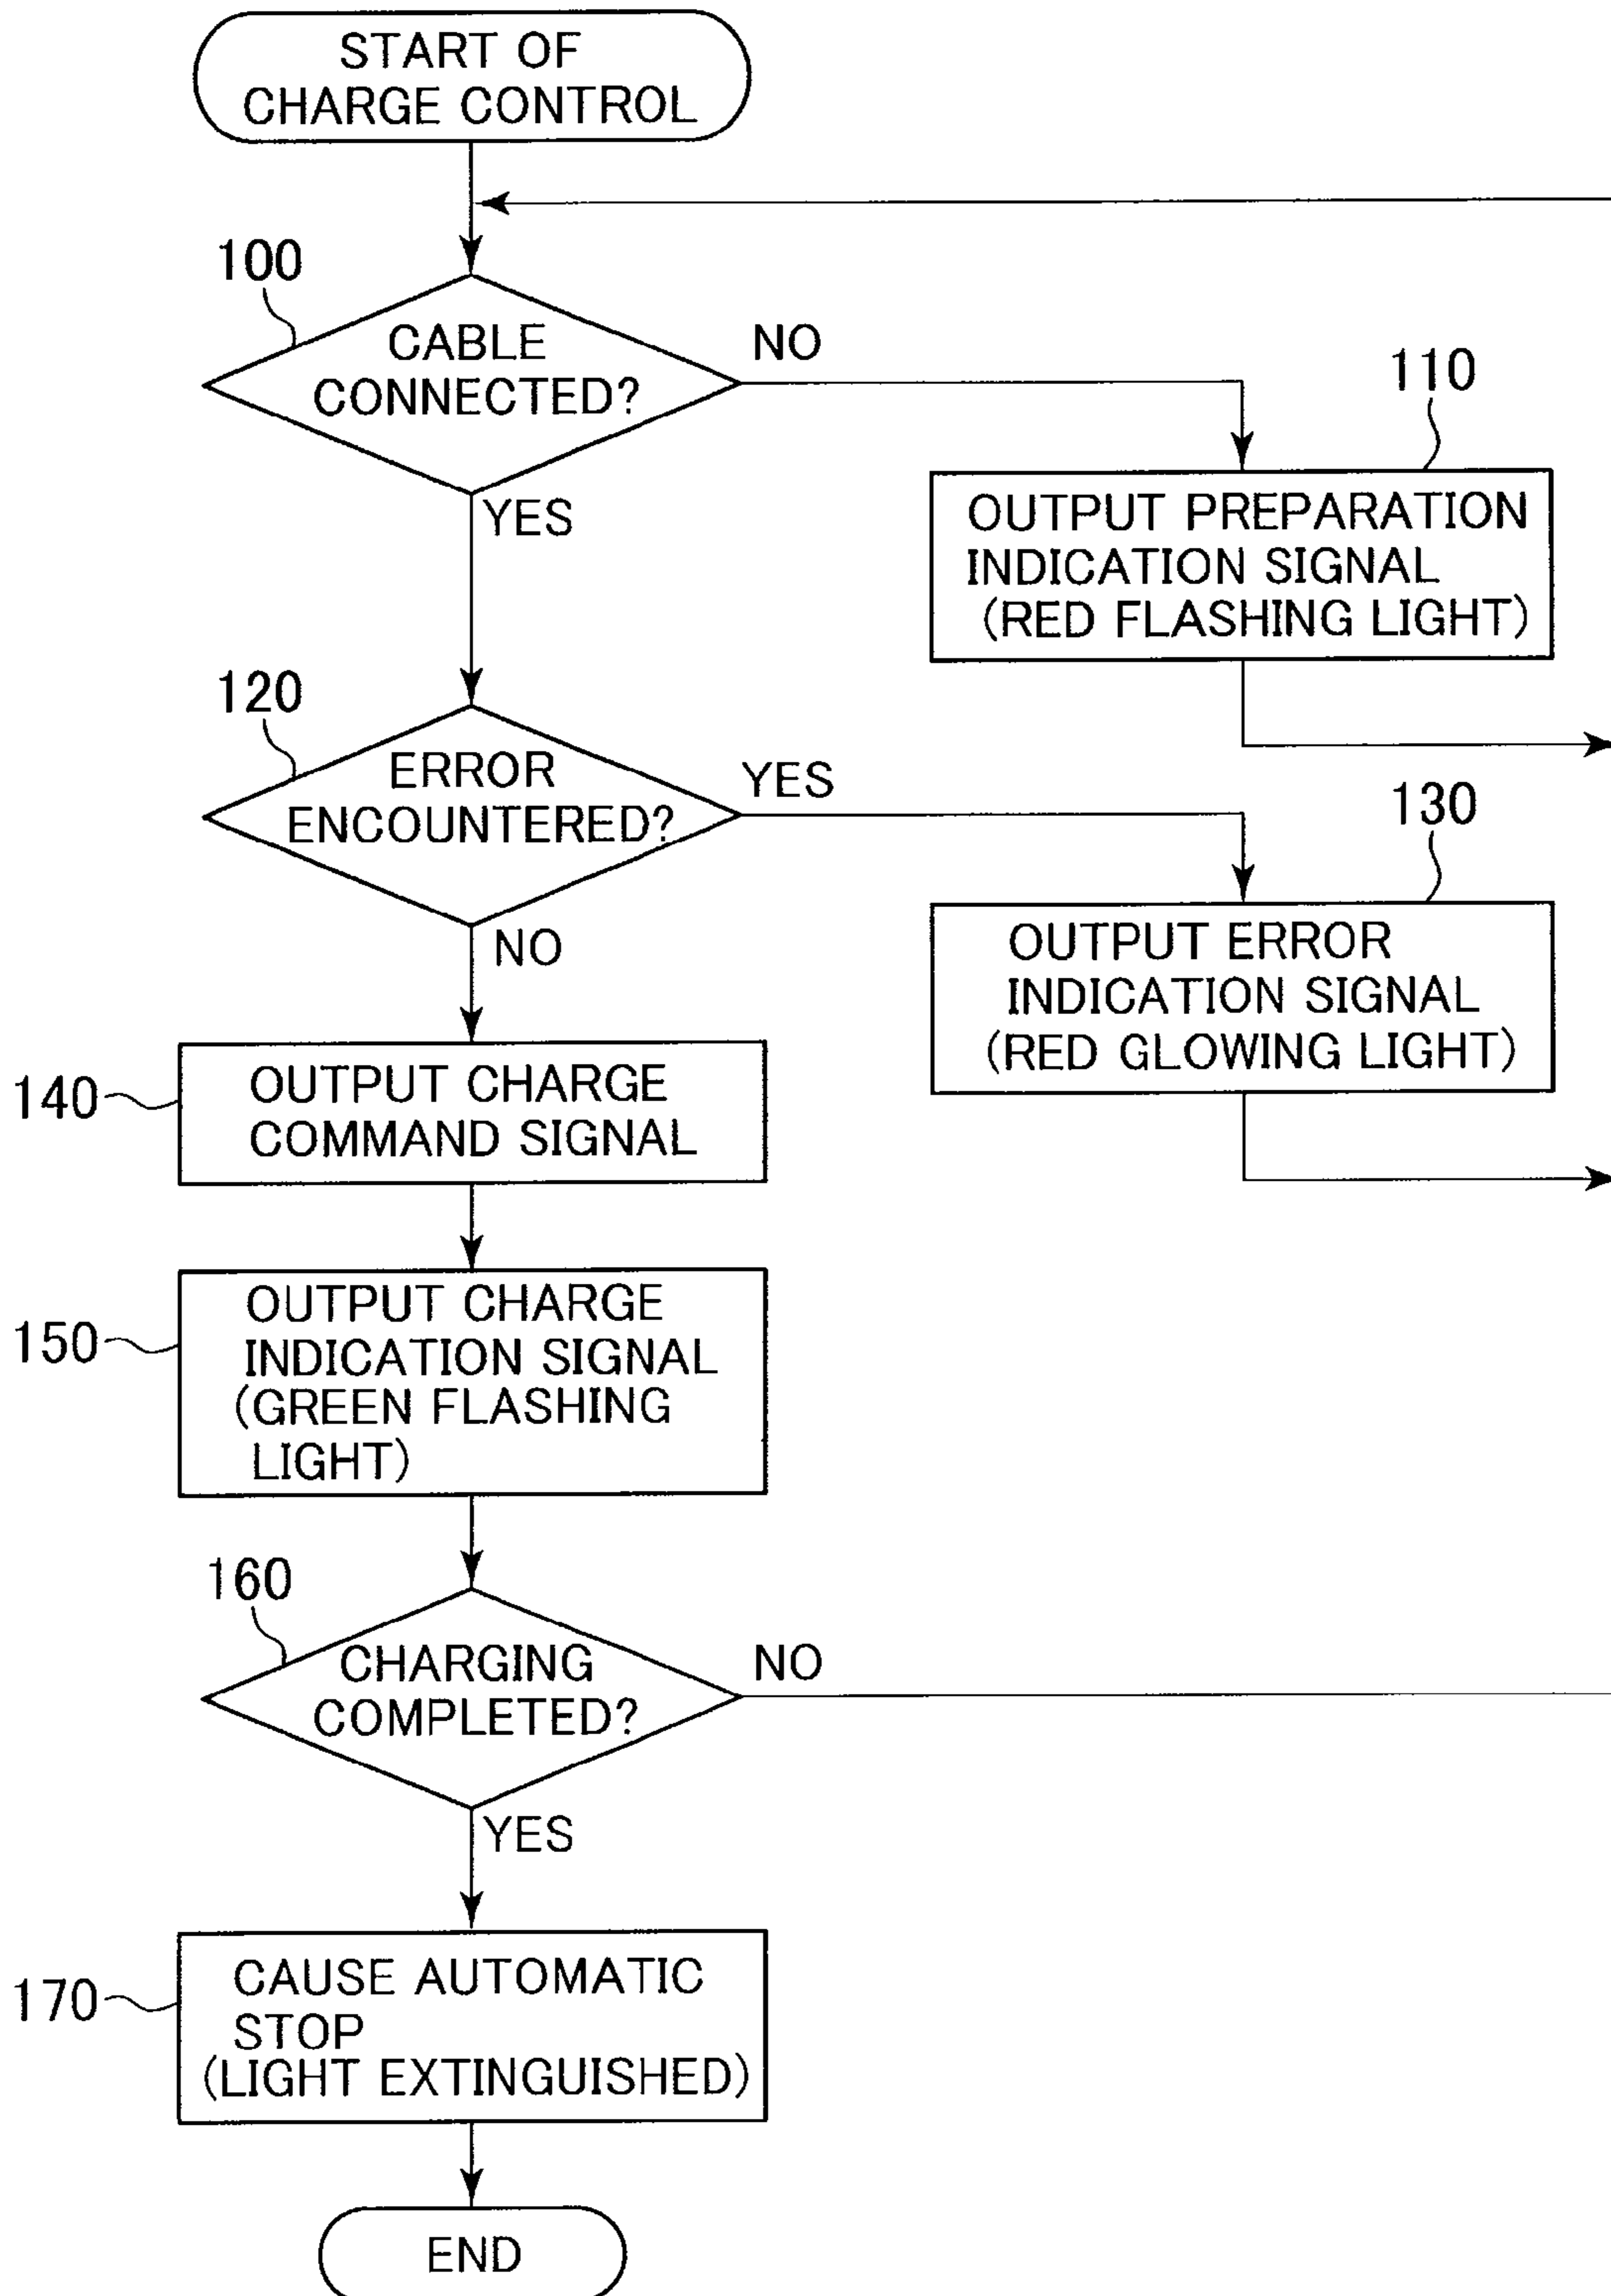 START OF
CHARGE CONTROL
100
CABLE
CONNECTED?
NO
110
OUTPUT PREPARATION
INDICATION SIGNAL
(RED FLASHING LIGHT)
YES
120
ERROR
ENCOUNTERED?
YES
130
OUTPUT ERROR
INDICATION SIGNAL
(RED GLOWING LIGHT)
NO
140
OUTPUT CHARGE
COMMAND SIGNAL
150
OUTPUT CHARGE
INDICATION SIGNAL
(GREEN FLASHING
LIGHT)
160
CHARGING
COMPLETED?
NO
YES
170
CAUSE AUTOMATIC
STOP
(LIGHT EXTINGUISHED)
END